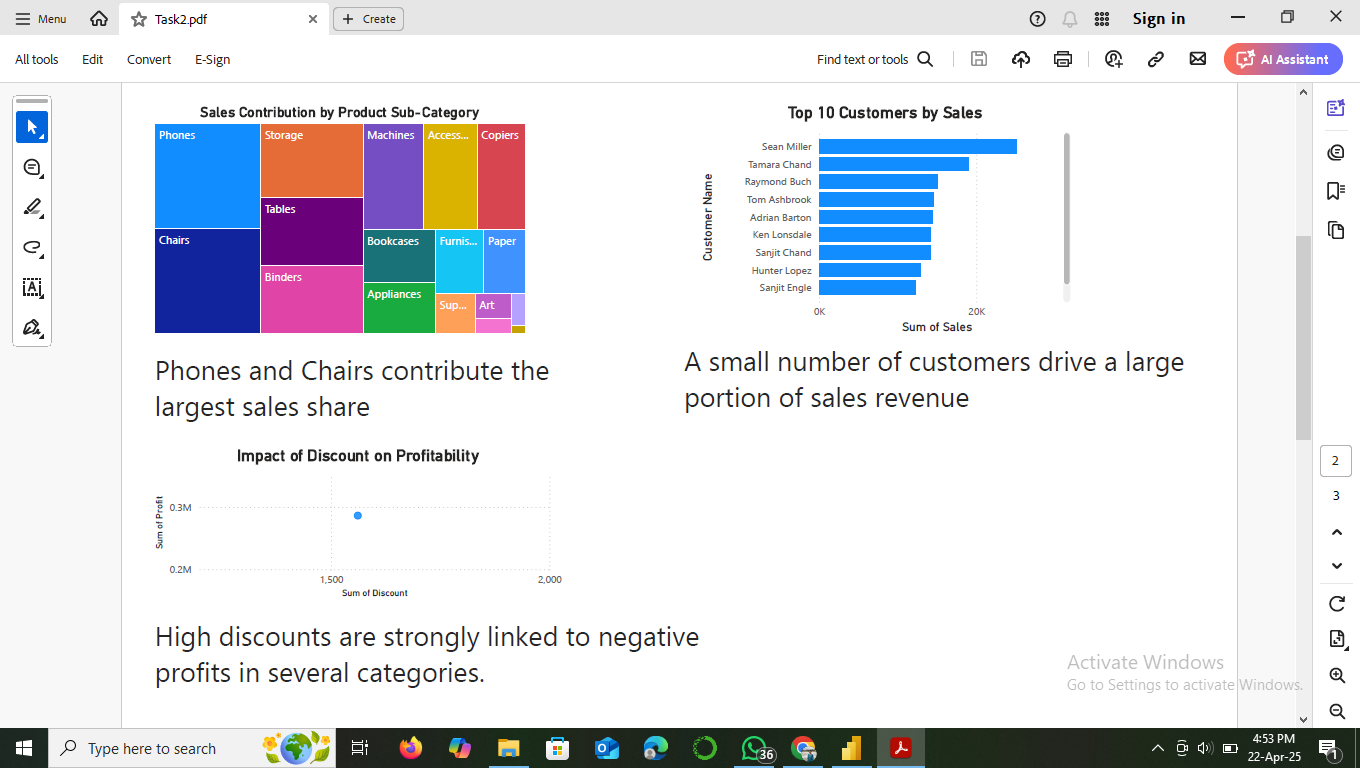 Menu
Task2.pdf
Create
Sign in
All tools
Edit
Convert
E-Sign
Find text or tools
AI Assistant
Sales Contribution by Product Sub-Category
Phones
Storage
Machines
Access...
Copiers
Tables
Chairs
Bookcases
Furnis...
Paper
Binders
Appliances
Sup...
Art
Top 10 Customers by Sales
Customer Name
Sean Miller
Tamara Chand
Raymond Buch
Tom Ashbrook
Adrian Barton
Ken Lonsdale
Sanjit Chand
Hunter Lopez
Sanjit Engle
0K
20K
Sum of Sales
Phones and Chairs contribute the
largest sales share
A small number of customers drive a large
portion of sales revenue
Impact of Discount on Profitability
Sum of Profit
0.3M
0.2M
1,500
2,000
Sum of Discount
High discounts are strongly linked to negative
profits in several categories.
2
3
Activate Windows
Go to Settings to activate Windows.
Type here to search
36
4:53 PM
22-Apr-25
1